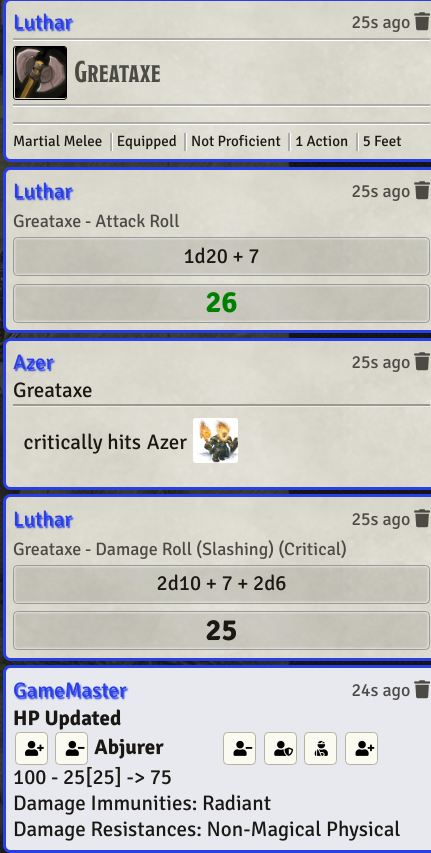 Luthar 25s ago
Greataxe
Martial Melee Equipped Not Proficient 1 Action 5 Feet
Luthar 25s ago
Greataxe - Attack Roll
1d20 + 7
26
Azer 25s ago
Greataxe
critically hits Azer
Luthar 25s ago
Greataxe - Damage Roll (Slashing) (Critical)
2d10 + 7 + 2d6
25
GameMaster 24s ago
HP Updated
Abjurer
100 - 25[25] -> 75
Damage Immunities: Radiant
Damage Resistances: Non-Magical Physical